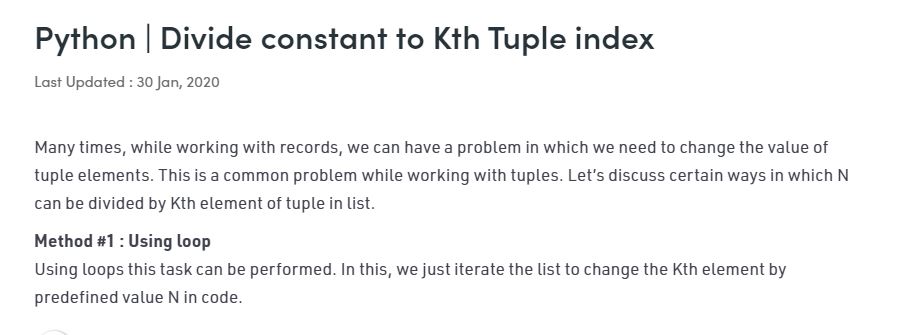 Python | Divide constant to Kth Tuple index
Last Updated : 30 Jan, 2020
Many times, while working with records, we can have a problem in which we need to change the value of
tuple elements. This is a common problem while working with tuples. Let’s discuss certain ways in which N
can be divided by Kth element of tuple in list.
Method #1 : Using loop
Using loops this task can be performed. In this, we just iterate the list to change the Kth element by
predefined value N in code.